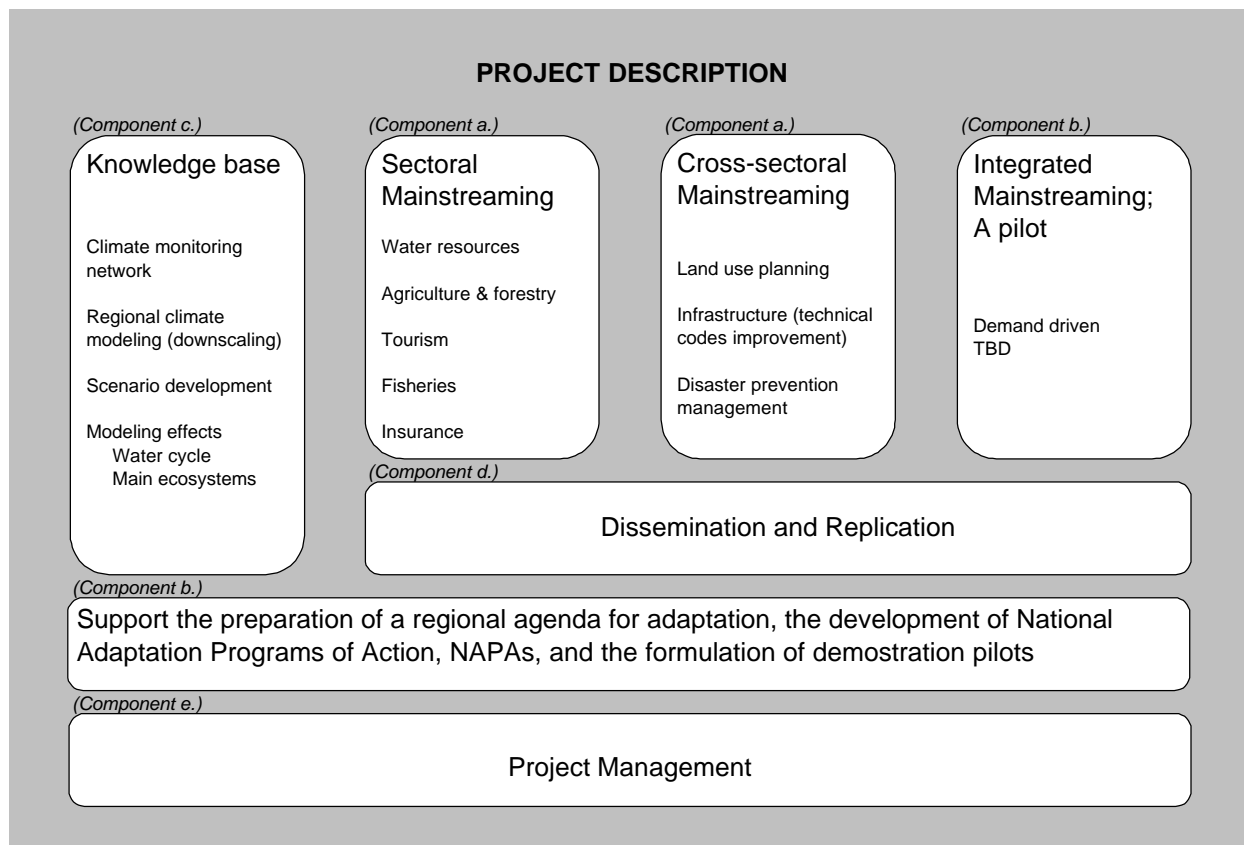 PROJECT DESCRIPTION
(Component c.)
Knowledge base
Climate monitoring
network
Regional climate
modeling (downscaling)
Scenario development
Modeling effects
Water cycle
Main ecosystems
(Component a.)
Sectoral
Mainstreaming
Water resources
Agriculture & forestry
Tourism
Fisheries
Insurance
(Component a.)
Cross-sectoral
Mainstreaming
Land use planning
Infrastructure (technical
codes improvement)
Disaster prevention
management
(Component b.)
Integrated
Mainstreaming;
A pilot
Demand driven
TBD
(Component d.)
Dissemination and Replication
(Component b.)
Support the preparation of a regional agenda for adaptation, the development of National
Adaptation Programs of Action, NAPAs, and the formulation of demostration pilots
(Component e.)
Project Management